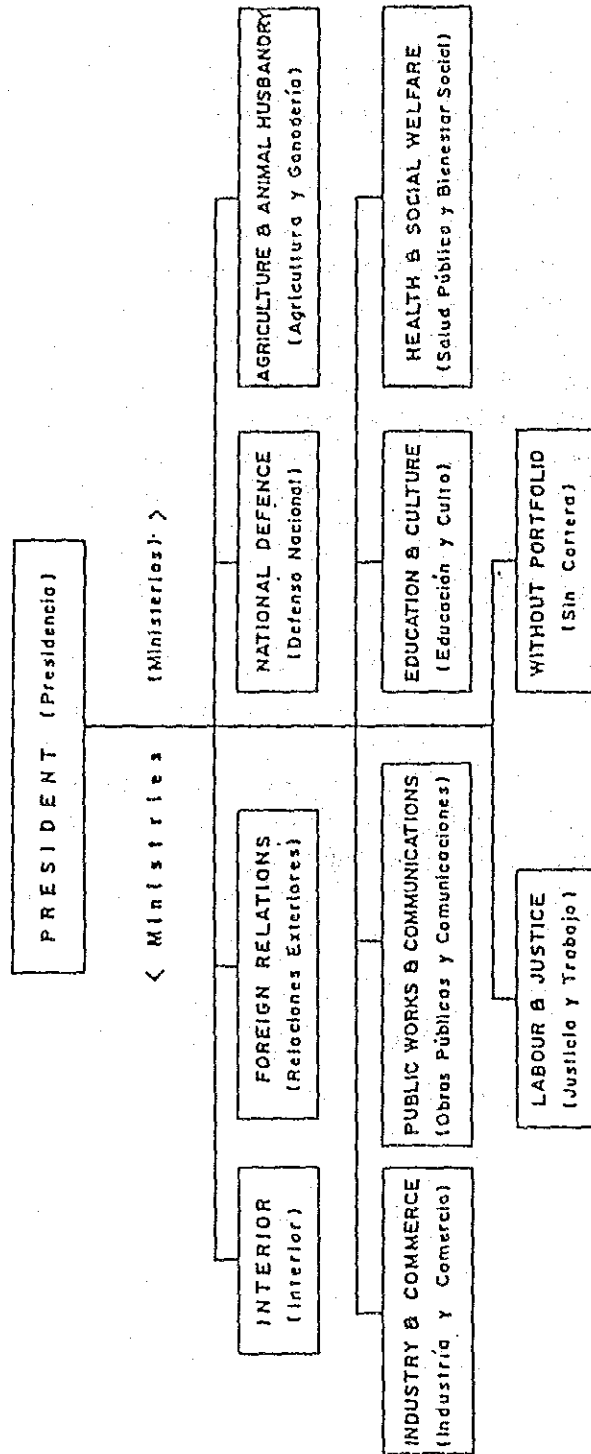 PRESIDENT (Presidencia)
< Ministries (Ministerios) >
INTERIOR
(Interior)
FOREIGN RELATIONS
(Relaciones Exteriores)
NATIONAL DEFENCE
(Defensa Nacional)
AGRICULTURE & ANIMAL HUSBANDRY
(Agricultura y Ganadería)
INDUSTRY & COMMERCE
(Industría y Comercio)
PUBLIC WORKS & COMMUNICATIONS
(Obras Públicas y Comunicaciones)
EDUCATION & CULTURE
(Educación y Culto)
HEALTH & SOCIAL WELFARE
(Salud Público y Bienestar Social)
LABOUR & JUSTICE
(Justicia y Trabajo)
WITHOUT PORTFOLIO
(Sin Cartera)